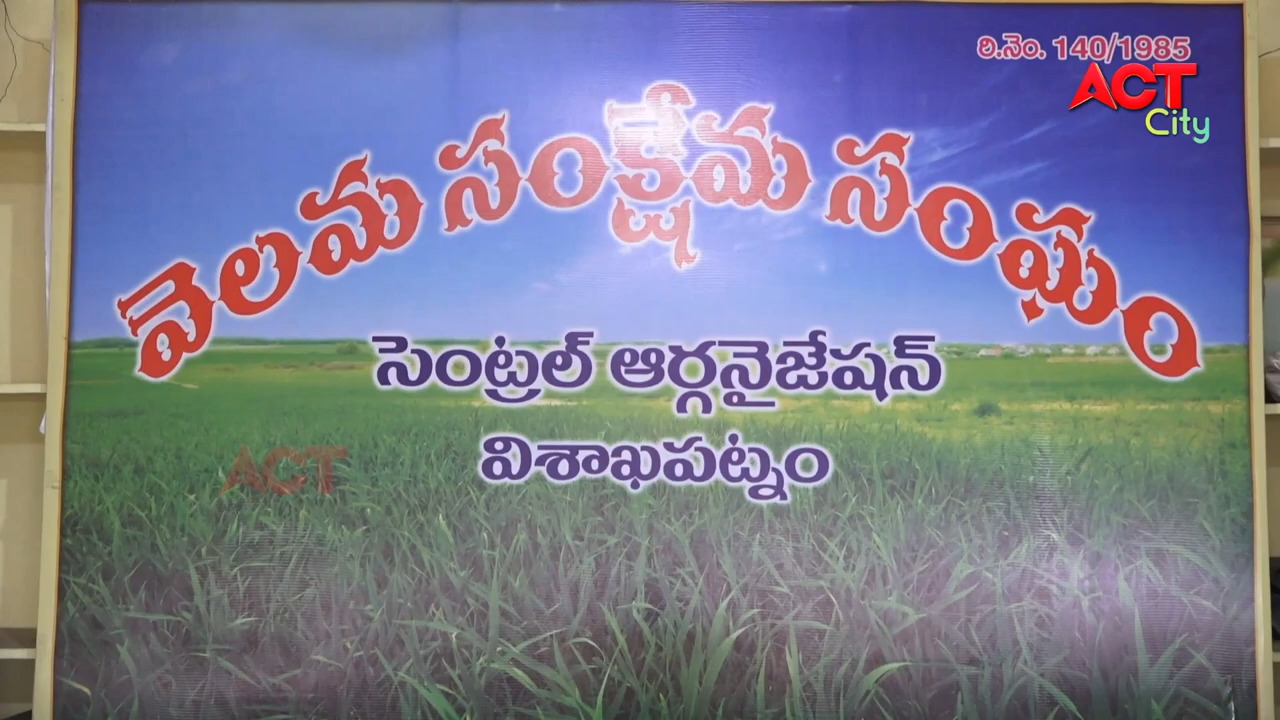 రి.నెం. 140/1985
ACT
City
వెలమ సంక్షేమ సంఘం
సెంట్రల్ ఆర్గనైజేషన్
విశాఖపట్నం
ACT